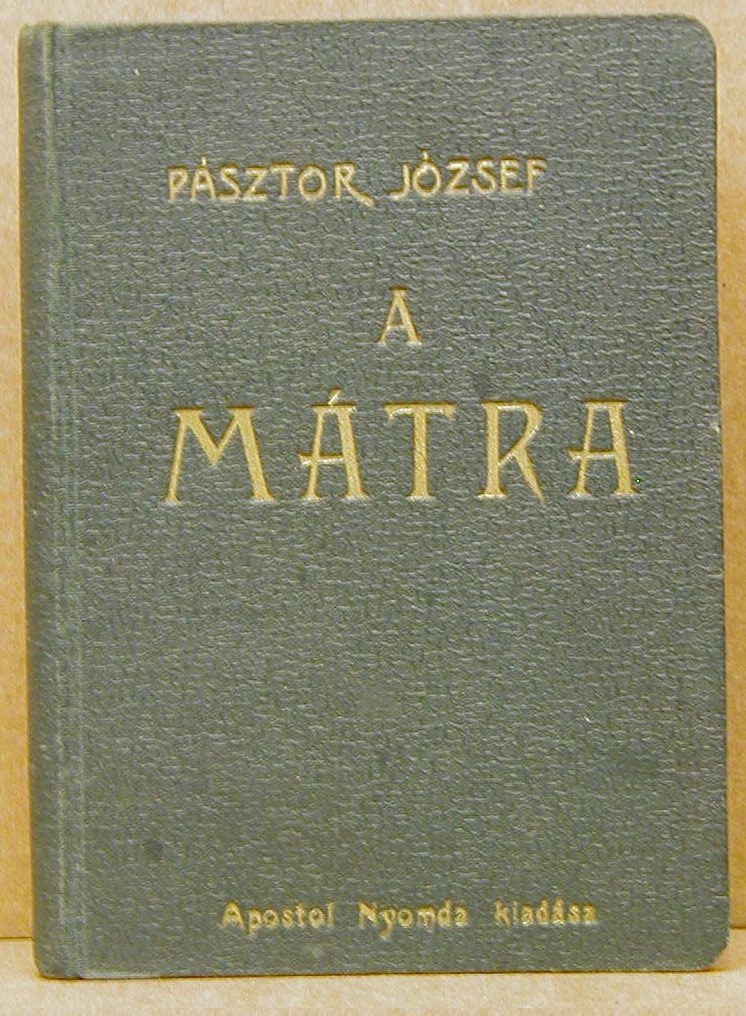 PÁSZTOR JÓZSEF
A
MÁTRA
Apostol Nyomda kiadása